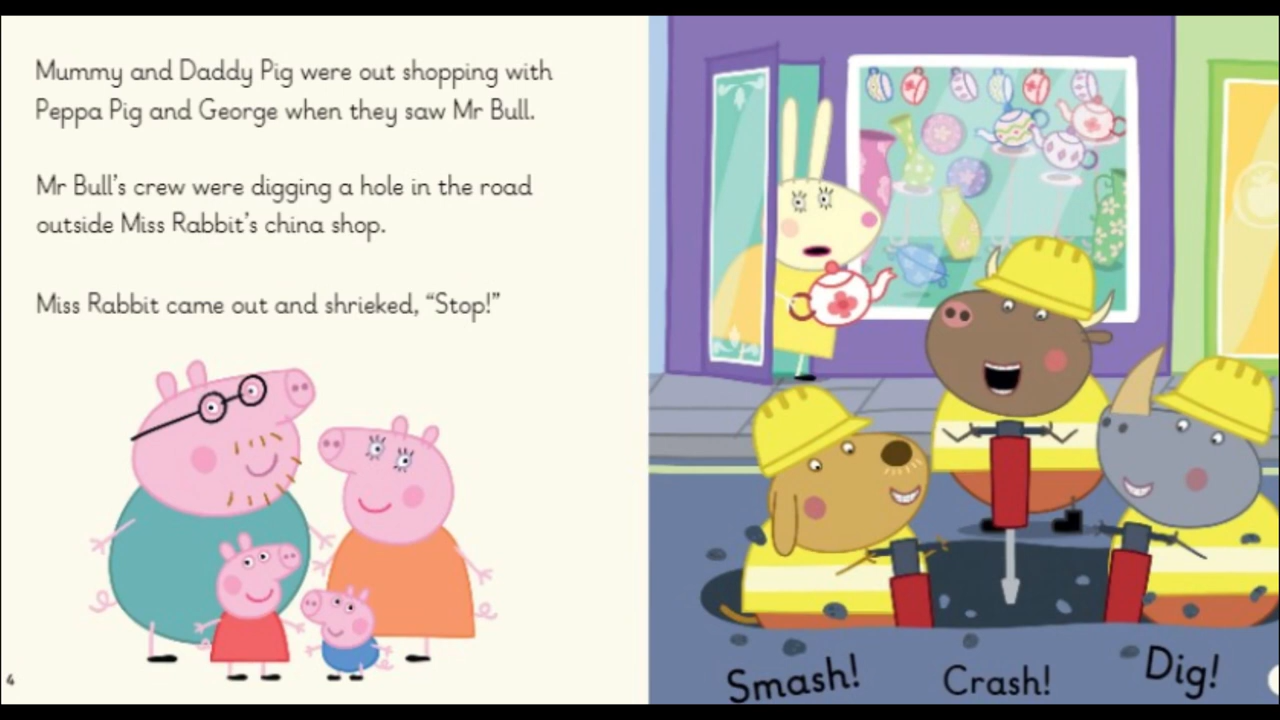 Mummy and Daddy Pig were out shopping with
Peppa Pig and George when they saw Mr Bull.
Mr Bull’s crew were digging a hole in the road
outside Miss Rabbit’s china shop.
Miss Rabbit came out and shrieked, “Stop!”
4
Smash!
Crash!
Dig!